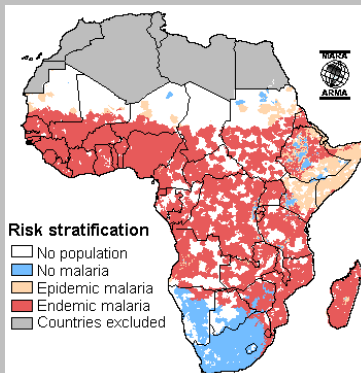 MARA
ARMA
Risk stratification
No population
No malaria
Epidemic malaria
Endemic malaria
Countries excluded